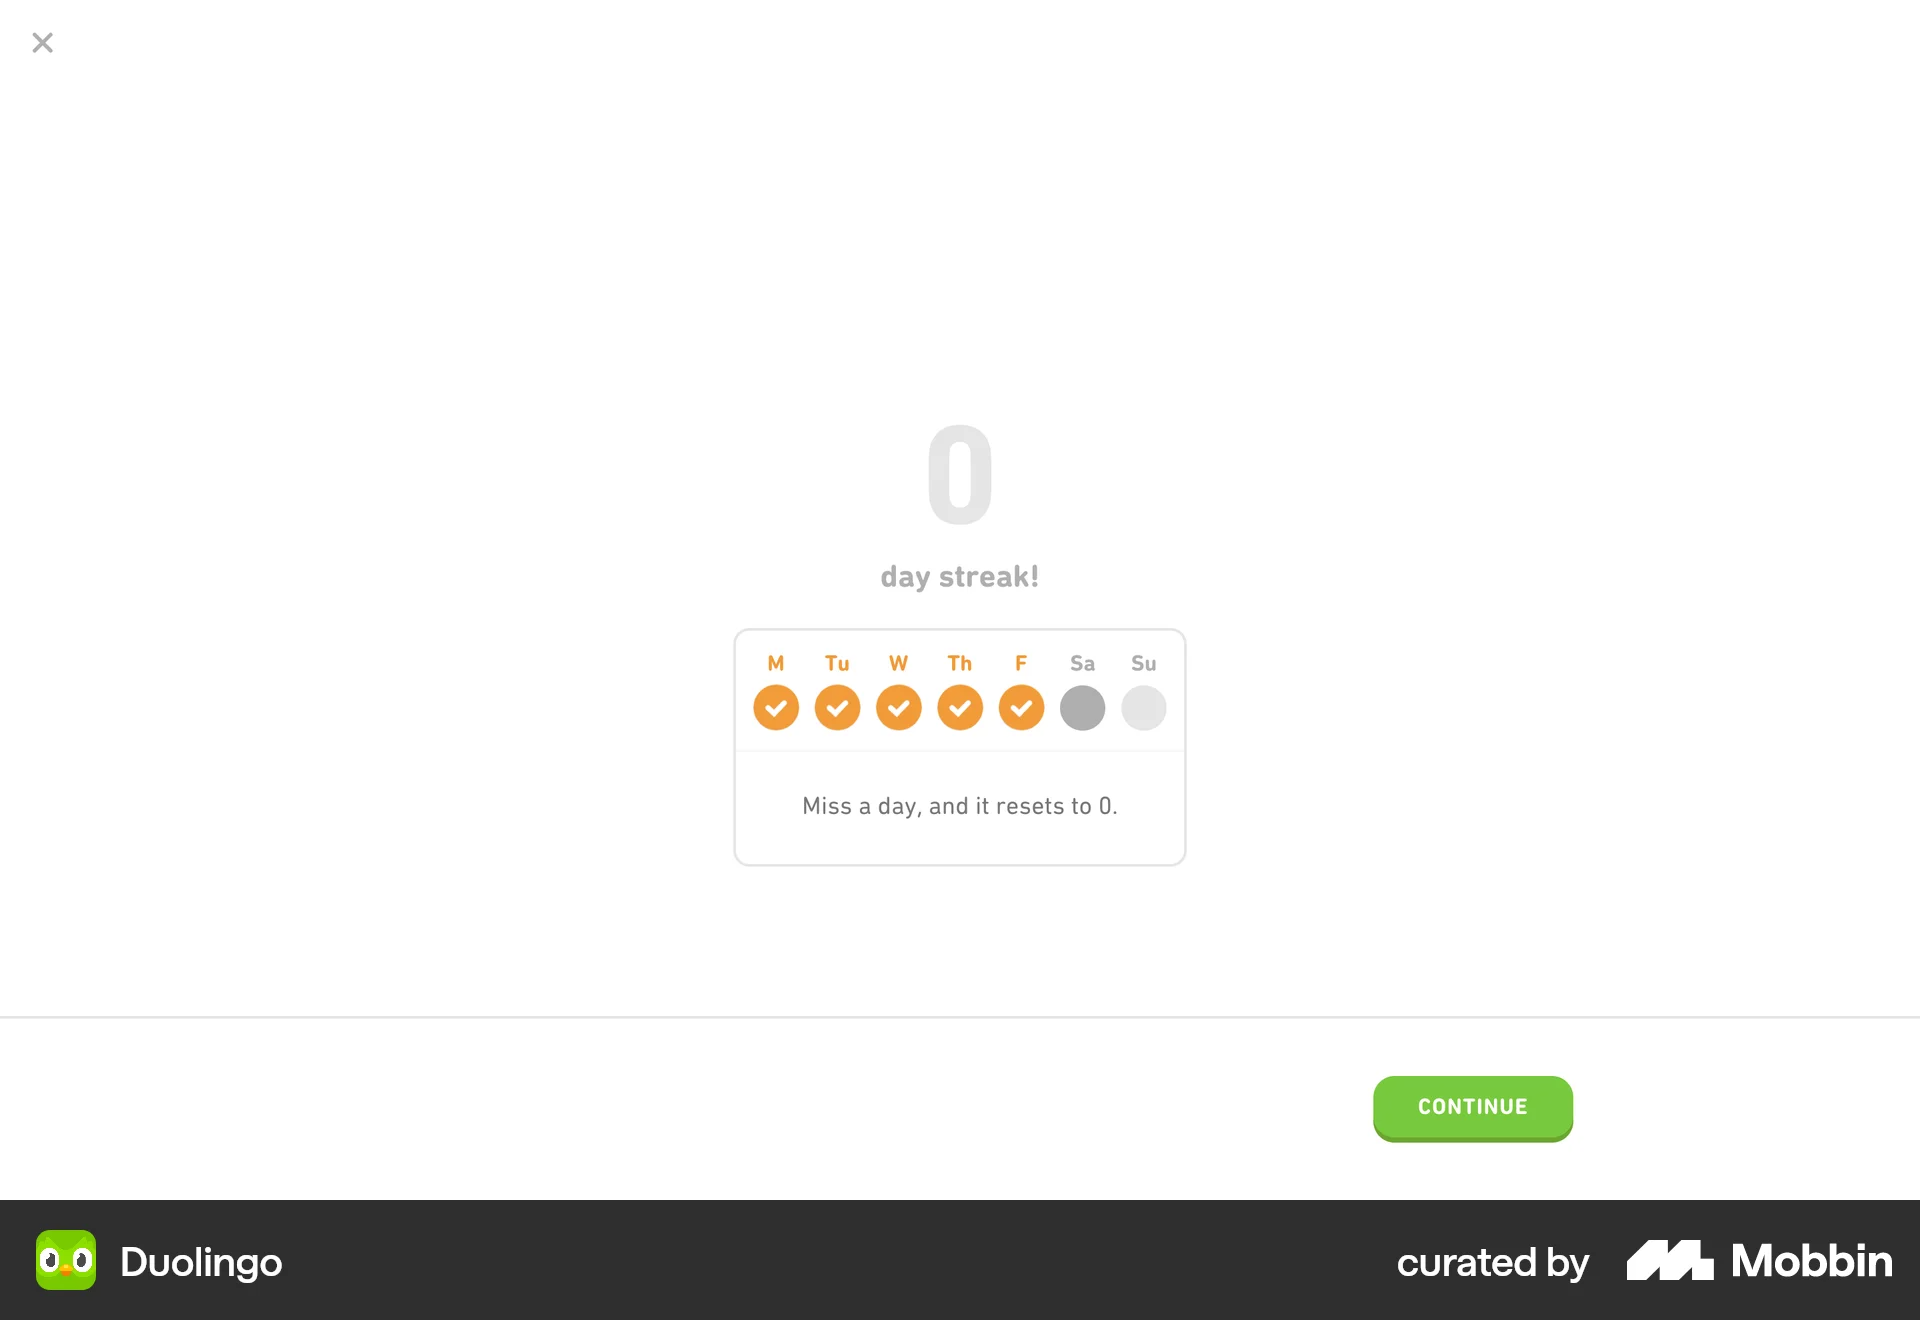 0
day streak!
M Tu W Th F Sa Su
Miss a day, and it resets to 0.
CONTINUE
Duolingo
curated by Mobbin